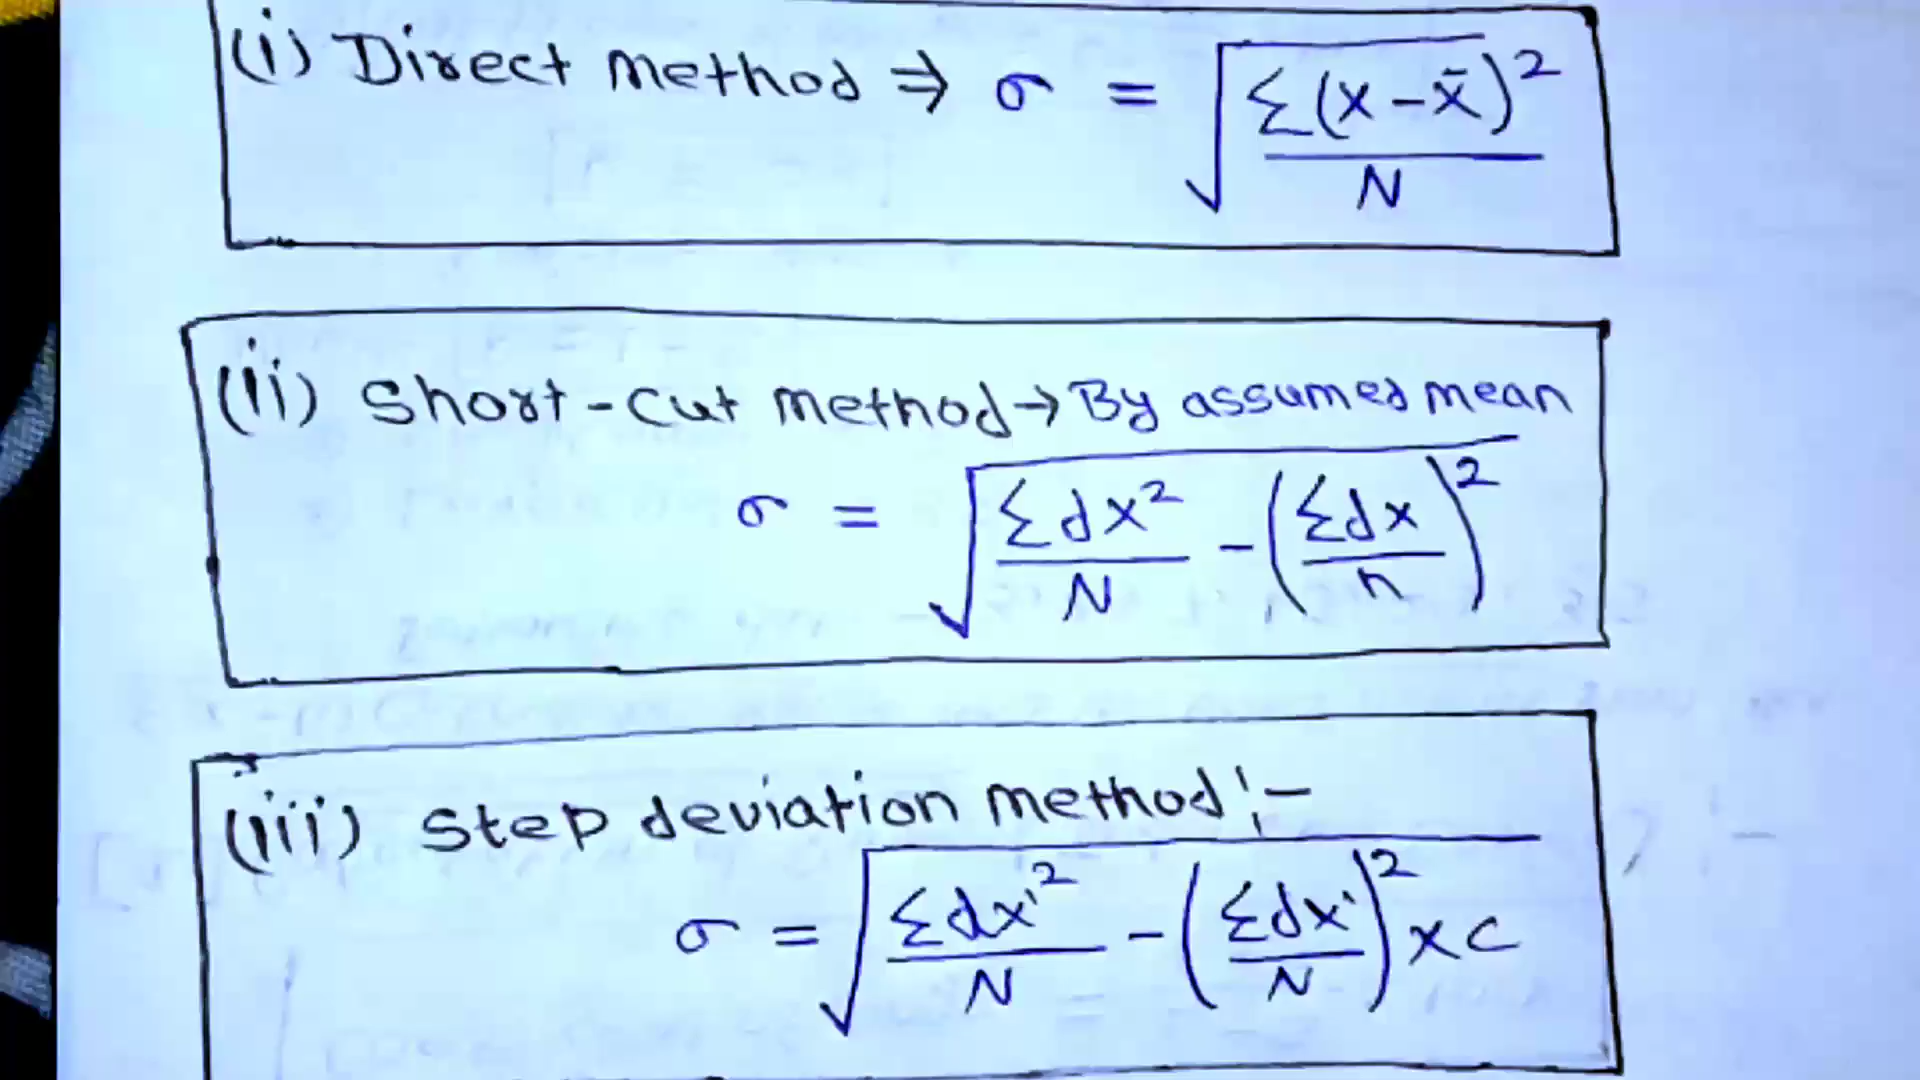 (i) Direct method ⇒ σ = √(Σ(x-x̄)²/N)
(ii) Short-cut method → By assumed mean
σ = √(Σdx²/N - (Σdx/n)²)
(iii) Step deviation method :-
σ = √(Σdx'²/N - (Σdx'/N)² x c)